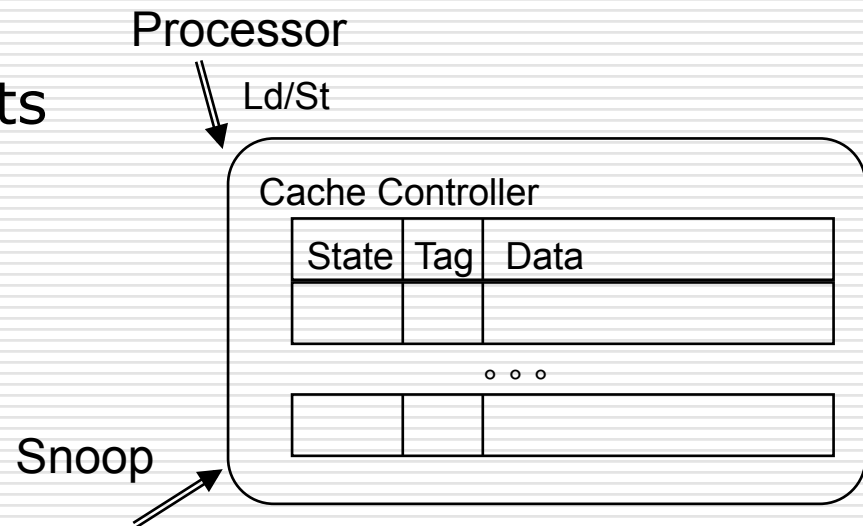 Processor
ts
Ld/St
Cache Controller
State Tag Data
° ° °
Snoop